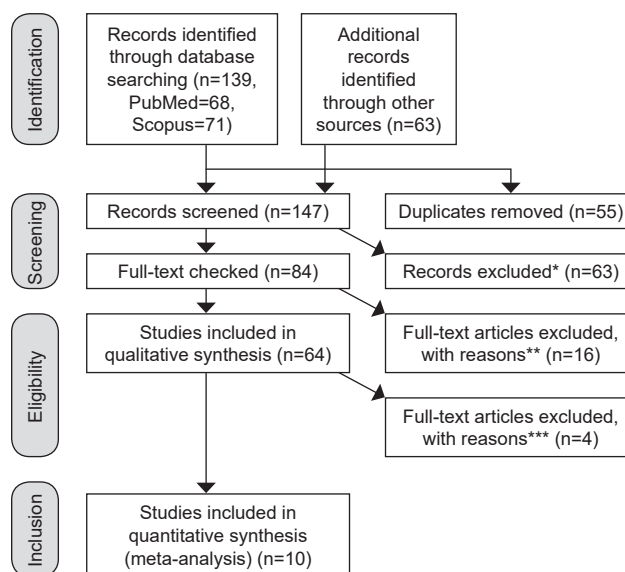 Identification
Records identified
through database
searching (n=139,
PubMed=68,
Scopus=71)
Additional
records
identified
through other
sources (n=63)
Screening
Records screened (n=147)
Duplicates removed (n=55)
Full-text checked (n=84)
Records excluded* (n=63)
Eligibility
Studies included in
qualitative synthesis (n=64)
Full-text articles excluded,
with reasons** (n=16)
Full-text articles excluded,
with reasons*** (n=4)
Inclusion
Studies included in
quantitative synthesis
(meta-analysis) (n=10)